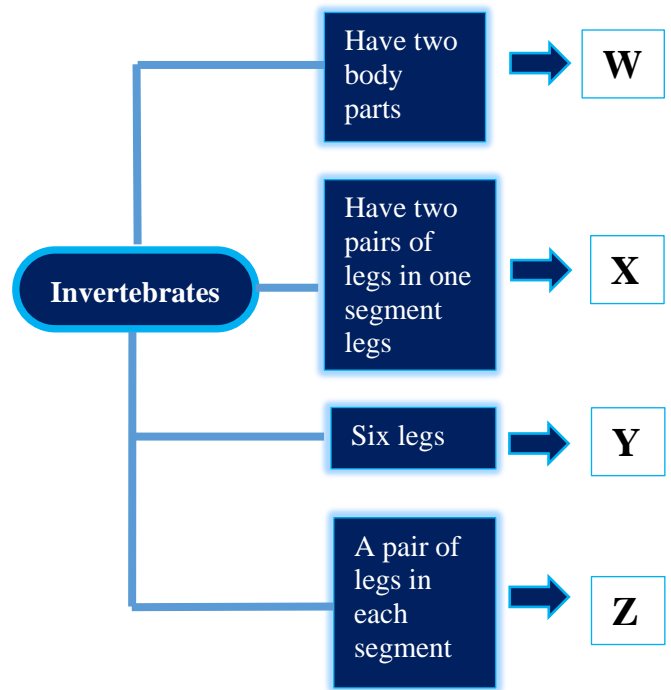 Have two
body
parts
W
Have two
pairs of
legs in one
segment
legs
X
Invertebrates
Six legs
Y
A pair of
legs in
each
segment
Z